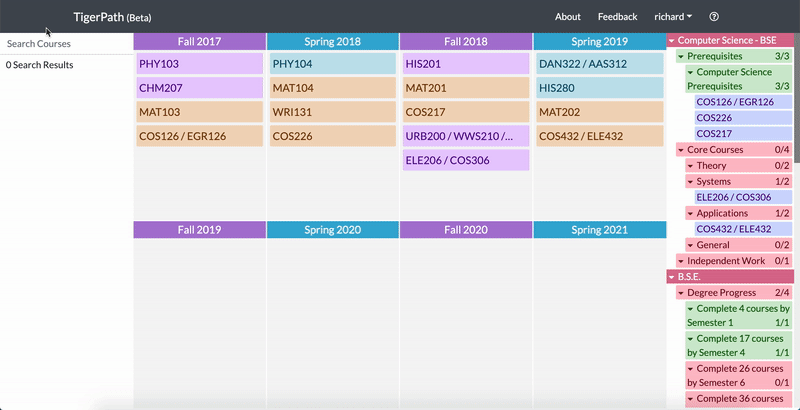 TigerPath (Beta)
About
Feedback
richard
Search Courses
0 Search Results
Fall 2017
PHY103
CHM207
MAT103
COS126 / EGR126
Spring 2018
PHY104
MAT104
WRI131
COS226
Fall 2018
HIS201
MAT201
COS217
URB200 / WWS210 /...
ELE206 / COS306
Spring 2019
DAN322 / AAS312
HIS280
MAT202
COS432 / ELE432
Fall 2019
Spring 2020
Fall 2020
Spring 2021
Computer Science - BSE
Prerequisites 3/3
Computer Science
Prerequisites 3/3
COS126 / EGR126
COS226
COS217
Core Courses 0/4
Theory 0/2
Systems 1/2
ELE206 / COS306
Applications 1/2
COS432 / ELE432
General 0/2
Independent Work 0/1
B.S.E.
Degree Progress 2/4
Complete 4 courses by
Semester 1 1/1
Complete 17 courses
by Semester 4 1/1
Complete 26 courses
by Semester 6 0/1
Complete 36 courses